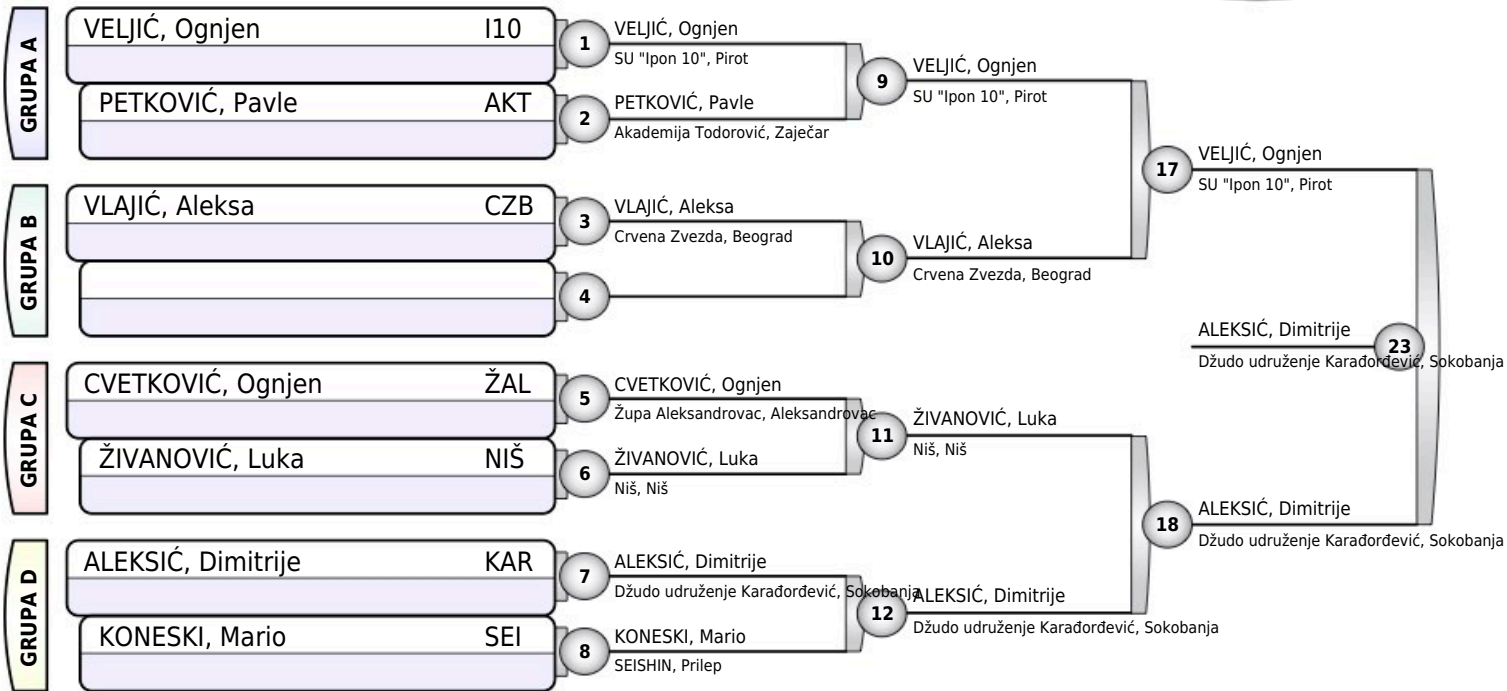 GRUPA A
VELJIĆ, Ognjen I10
PETKOVIĆ, Pavle AKT
GRUPA B
VLAJIĆ, Aleksa CZB
GRUPA C
CVETKOVIĆ, Ognjen ŽAL
ŽIVANOVIĆ, Luka NIŠ
GRUPA D
ALEKSIĆ, Dimitrije KAR
KONESKI, Mario SEI
1
VELJIĆ, Ognjen
SU "Ipon 10", Pirot
2
PETKOVIĆ, Pavle
Akademija Todorović, Zaječar
3
VLAJIĆ, Aleksa
Crvena Zvezda, Beograd
4
5
CVETKOVIĆ, Ognjen
Župa Aleksandrovac, Aleksandrovac
6
ŽIVANOVIĆ, Luka
Niš, Niš
7
ALEKSIĆ, Dimitrije
Džudo udruženje Karađorđević, Sokobanja
8
KONESKI, Mario
SEISHIN, Prilep
9
VELJIĆ, Ognjen
SU "Ipon 10", Pirot
10
VLAJIĆ, Aleksa
Crvena Zvezda, Beograd
11
ŽIVANOVIĆ, Luka
Niš, Niš
12
ALEKSIĆ, Dimitrije
Džudo udruženje Karađorđević, Sokobanja
17
VELJIĆ, Ognjen
SU "Ipon 10", Pirot
18
ALEKSIĆ, Dimitrije
Džudo udruženje Karađorđević, Sokobanja
ALEKSIĆ, Dimitrije
23
Džudo udruženje Karađorđević, Sokobanja